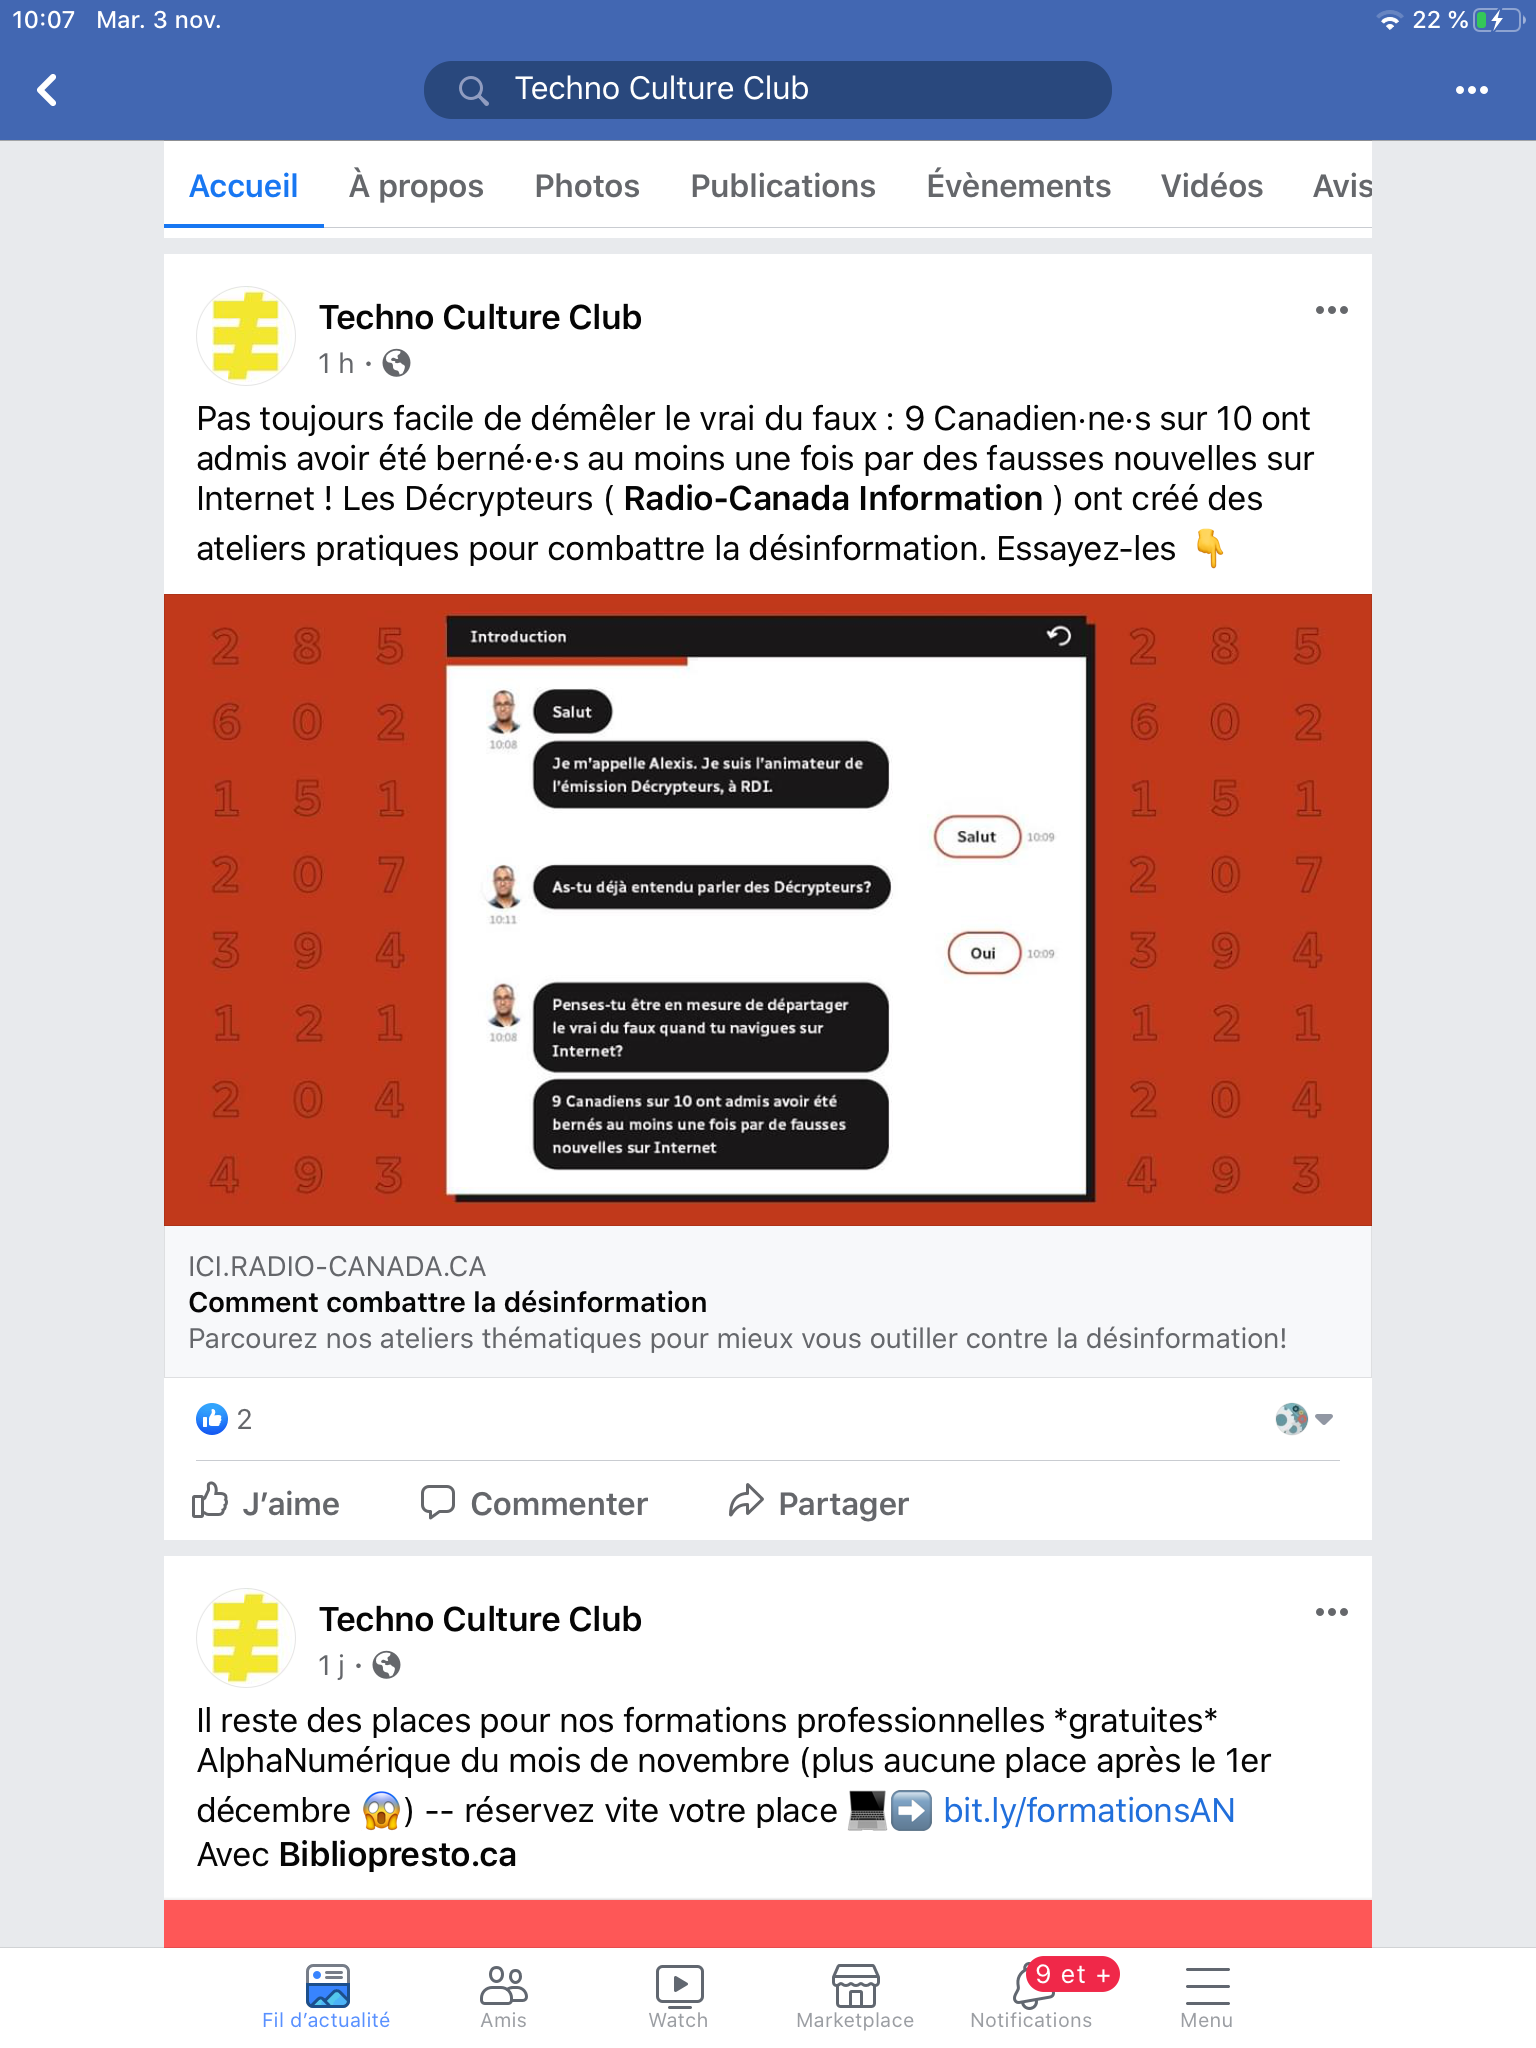 10:07 Mar. 3 nov. 22 %
Techno Culture Club
Accueil À propos Photos Publications Évènements Vidéos Avis
Techno Culture Club
1 h ·
Pas toujours facile de démêler le vrai du faux : 9 Canadien·ne·s sur 10 ont
admis avoir été berné·e·s au moins une fois par des fausses nouvelles sur
Internet ! Les Décrypteurs ( Radio-Canada Information ) ont créé des
ateliers pratiques pour combattre la désinformation. Essayez-les 👇
Introduction
2 8 5 2 8 5
Salut
6 0 2 6 0 2
10:08
Je m'appelle Alexis. Je suis l'animateur de
l'émission Décrypteurs, à RDI.
1 5 1 1 5 1
Salut 10:09
2 0 7 2 0 7
As-tu déjà entendu parler des Décrypteurs?
10:11
3 9 4 3 9 4
Oui 10:09
Penses-tu être en mesure de départager
le vrai du faux quand tu navigues sur
Internet?
10:08
1 2 1 1 2 1
9 Canadiens sur 10 ont admis avoir été
bernés au moins une fois par de fausses
nouvelles sur Internet
2 0 4 2 0 4
4 9 3 4 9 3
ICI.RADIO-CANADA.CA
Comment combattre la désinformation
Parcourez nos ateliers thématiques pour mieux vous outiller contre la désinformation!
2
J'aime Commenter Partager
Techno Culture Club
1 j ·
Il reste des places pour nos formations professionnelles *gratuites*
AlphaNumérique du mois de novembre (plus aucune place après le 1er
décembre 😱) -- réservez vite votre place 💻➡️ bit.ly/formationsAN
Avec Bibliopresto.ca
9 et +
Fil d'actualité Amis Watch Marketplace Notifications Menu